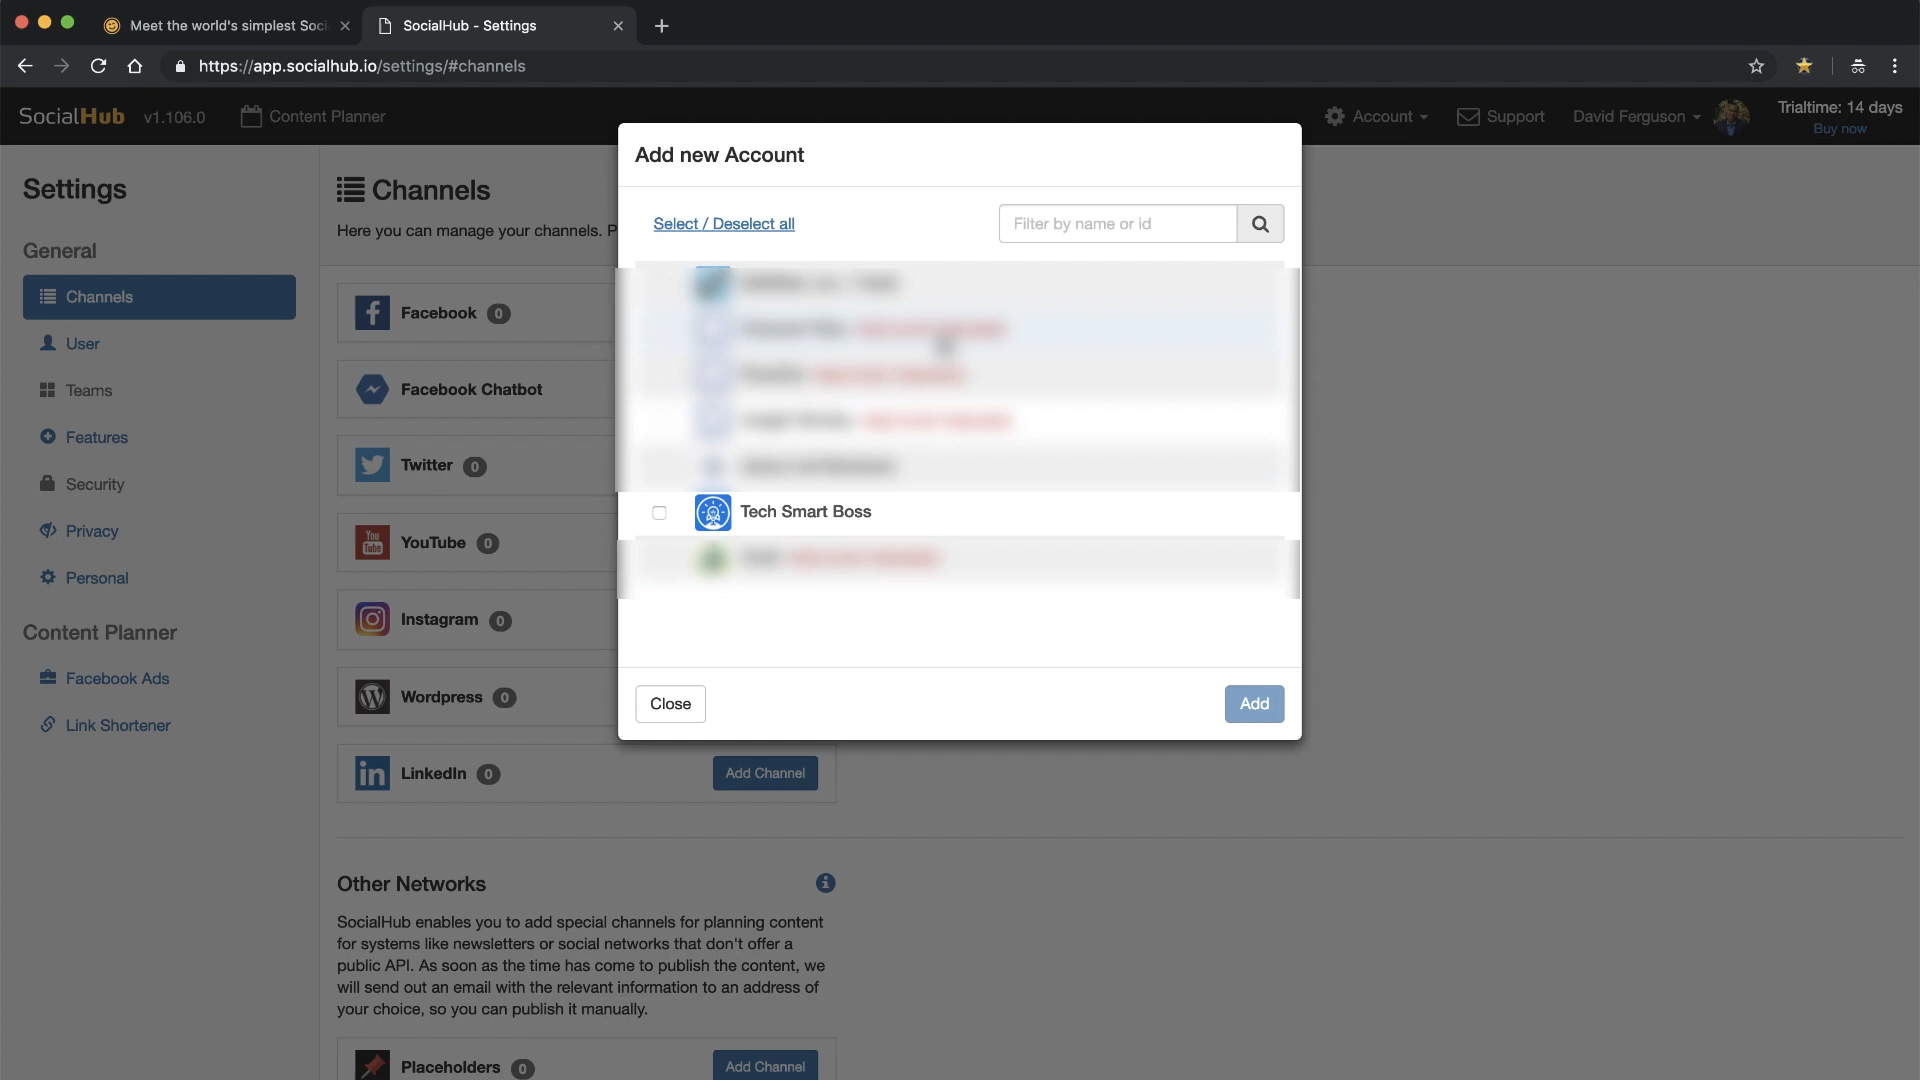 Meet the world's simplest Soci
SocialHub - Settings
https://app.socialhub.io/settings/#channels
SocialHub v1.106.0 Content Planner Account Support David Ferguson Trialtime: 14 days
Buy now
Settings
General
Channels
User
Teams
Features
Security
Privacy
Personal
Content Planner
Facebook Ads
Link Shortener
Channels
Here you can manage your channels. P
Facebook 0
Facebook Chatbot
Twitter 0
YouTube 0
Instagram 0
Wordpress 0
LinkedIn 0 Add Channel
Other Networks
SocialHub enables you to add special channels for planning content
for systems like newsletters or social networks that don't offer a
public API. As soon as the time has come to publish the content, we
will send out an email with the relevant information to an address of
your choice, so you can publish it manually.
Placeholders 0 Add Channel
Add new Account
Select / Deselect all Filter by name or id
Tech Smart Boss
Close Add